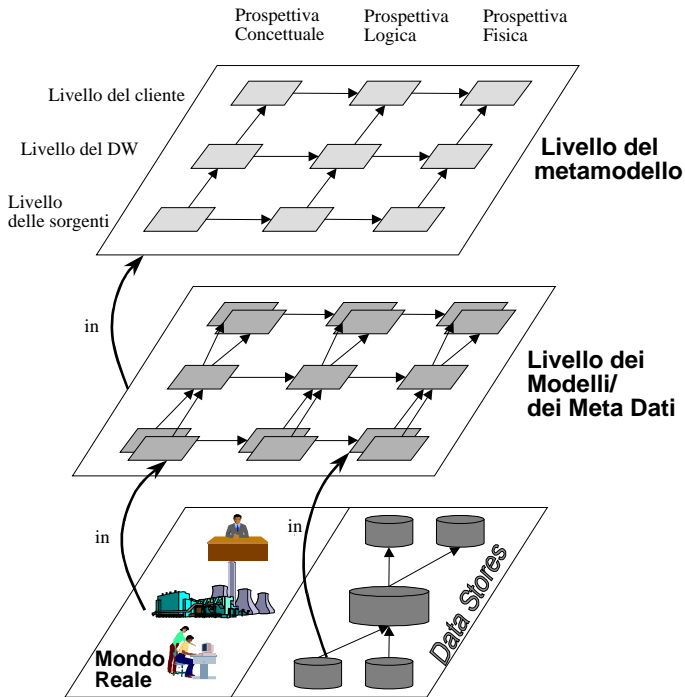 Prospettiva
Concettuale
Prospettiva
Logica
Prospettiva
Fisica
Livello del cliente
Livello del DW
Livello
delle sorgenti
Livello del
metamodello
in
Livello dei
Modelli/
dei Meta Dati
in
in
Mondo
Reale
Data Stores